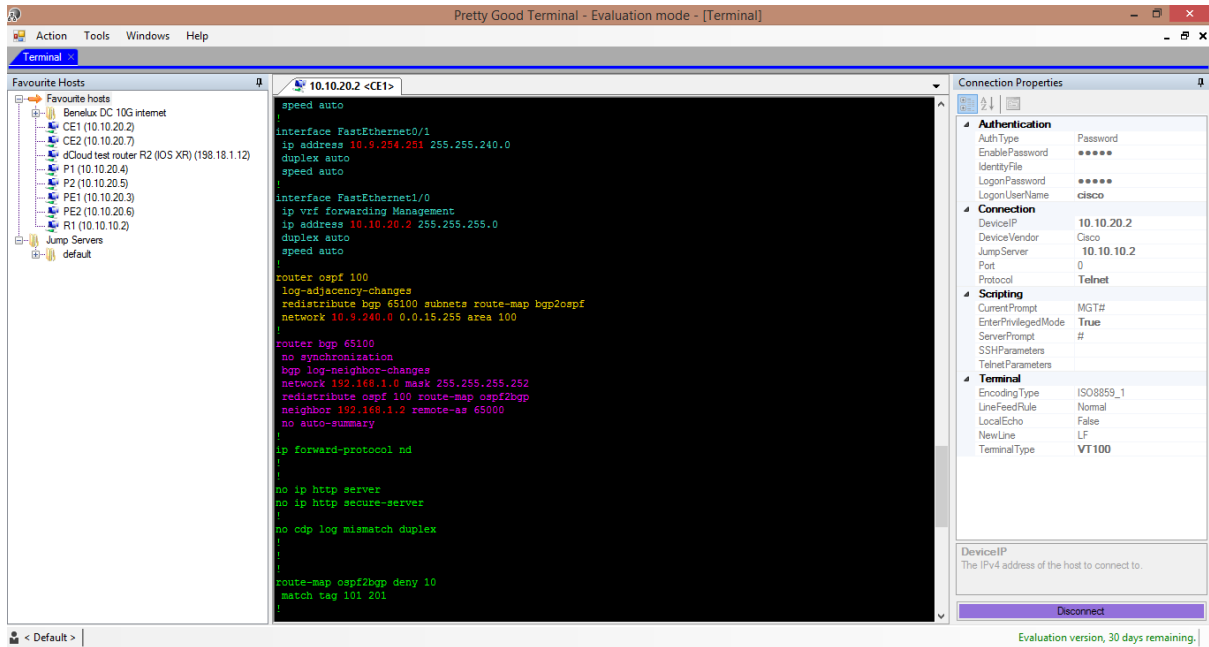 Pretty Good Terminal - Evaluation mode - [Terminal]
Action Tools Windows Help
Terminal
Favourite Hosts
Favourite hosts
Benelux DC 10G internet
CE1 (10.10.20.2)
CE2 (10.10.20.7)
dCloud test router R2 (IOS XR) (198.18.1.12)
P1 (10.10.20.4)
P2 (10.10.20.5)
PE1 (10.10.20.3)
PE2 (10.10.20.6)
R1 (10.10.10.2)
Jump Servers
default
10.10.20.2 <CE1>
speed auto
!
interface FastEthernet0/1
ip address 10.9.254.251 255.255.240.0
duplex auto
speed auto
!
interface FastEthernet1/0
ip vrf forwarding Management
ip address 10.10.20.2 255.255.255.0
duplex auto
speed auto
!
router ospf 100
log-adjacency-changes
redistribute bgp 65100 subnets route-map bgp2ospf
network 10.9.240.0 0.0.15.255 area 100
!
router bgp 65100
no synchronization
bgp log-neighbor-changes
network 192.168.1.0 mask 255.255.255.252
redistribute ospf 100 route-map ospf2bgp
neighbor 192.168.1.2 remote-as 65000
no auto-summary
!
ip forward-protocol nd
!
!
no ip http server
no ip http secure-server
!
no cdp log mismatch duplex
!
!
!
route-map ospf2bgp deny 10
match tag 101 201
!
Connection Properties
Authentication
AuthType Password
EnablePassword ●●●●●
IdentityFile
LogonPassword ●●●●●
LogonUserName cisco
Connection
DeviceIP 10.10.20.2
DeviceVendor Cisco
JumpServer 10.10.10.2
Port 0
Protocol Telnet
Scripting
CurrentPrompt MGT#
EnterPrivilegedMode True
ServerPrompt #
SSHParameters
TelnetParameters
Terminal
EncodingType ISO8859_1
LineFeedRule Normal
LocalEcho False
NewLine LF
TerminalType VT100
DeviceIP
The IPv4 address of the host to connect to.
Disconnect
< Default >
Evaluation version, 30 days remaining.